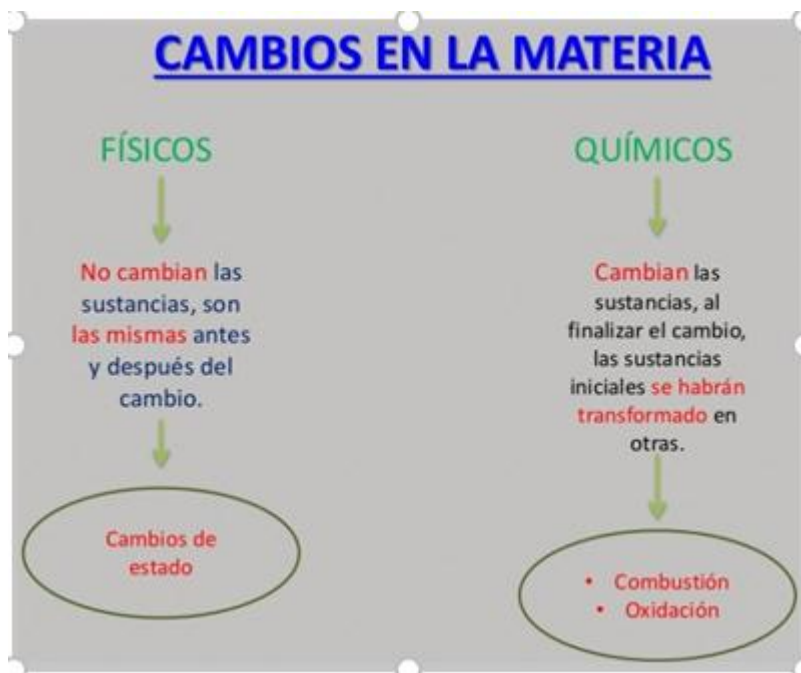 CAMBIOS EN LA MATERIA
FÍSICOS
No cambian las
sustancias, son
las mismas antes
y después del
cambio.
Cambios de
estado
QUÍMICOS
Cambian las
sustancias, al
finalizar el cambio,
las sustancias
iniciales se habrán
transformado en
otras.
• Combustión
• Oxidación